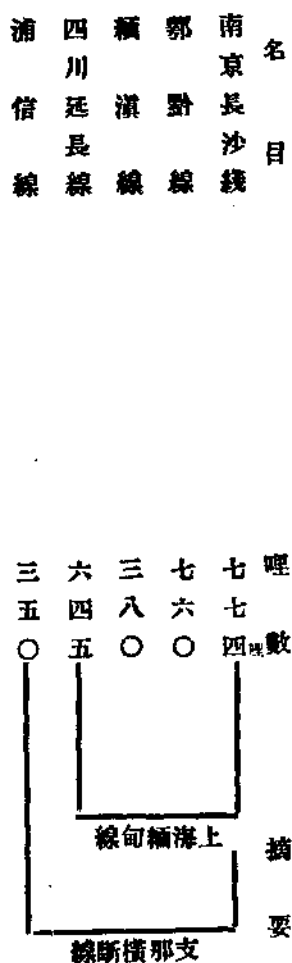 名目 哩數 摘要
南京長沙綫 七七四哩
鄂黔線 七六〇
緬滇線 三八〇
四川延長線 六四五
浦信線 三五〇
上海緬甸線
支那橫斷線